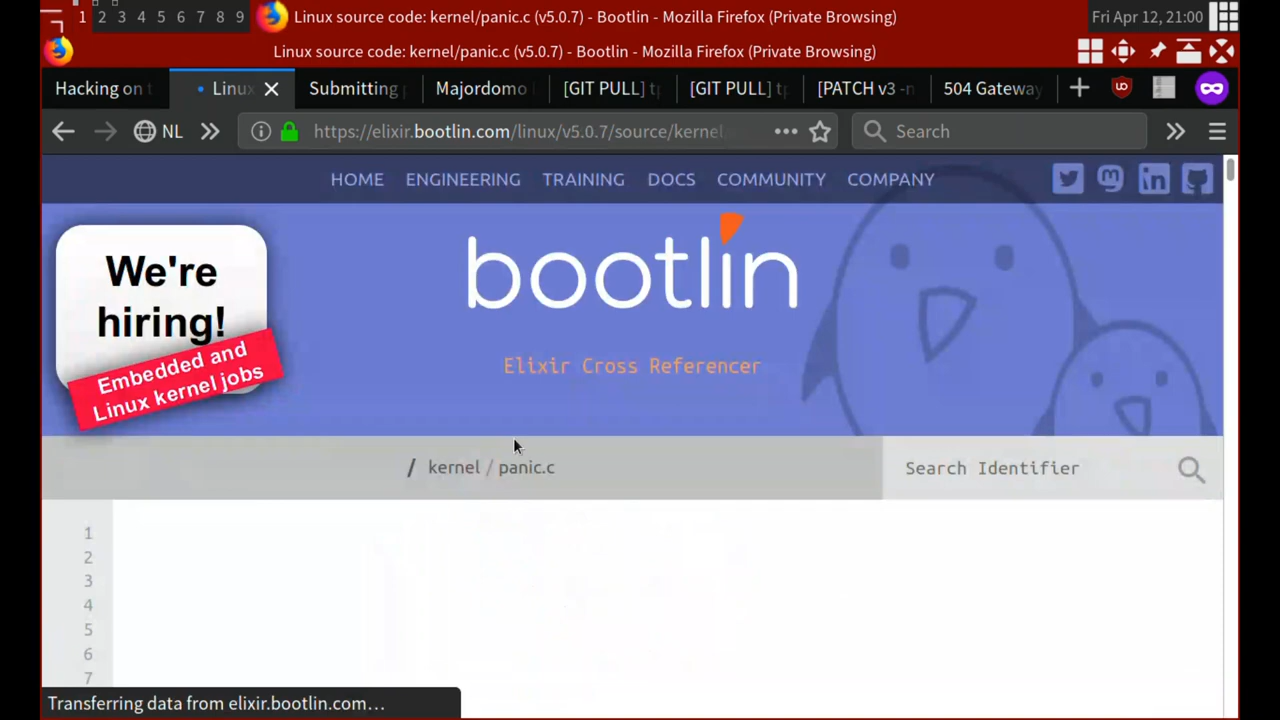 1 2 3 4 5 6 7 8 9 Linux source code: kernel/panic.c (v5.0.7) - Bootlin - Mozilla Firefox (Private Browsing) Fri Apr 12, 21:00
Linux source code: kernel/panic.c (v5.0.7) - Bootlin - Mozilla Firefox (Private Browsing)
Hacking on Linux Submitting Majordomo [GIT PULL] tp [GIT PULL] tp [PATCH v3 -n 504 Gateway
NL https://elixir.bootlin.com/linux/v5.0.7/source/kernel Search
HOME ENGINEERING TRAINING DOCS COMMUNITY COMPANY
We're
hiring!
Embedded and
Linux kernel jobs
bootlin
Elixir Cross Referencer
/ kernel / panic.c
Search Identifier
1
2
3
4
5
6
7
Transferring data from elixir.bootlin.com…